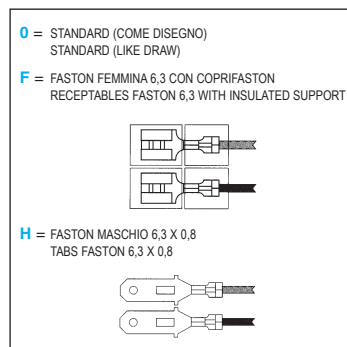 0 = STANDARD (COME DISEGNO)
STANDARD (LIKE DRAW)
F = FASTON FEMMINA 6,3 CON COPRIFASTON
RECEPTABLES FASTON 6,3 WITH INSULATED SUPPORT
H = FASTON MASCHIO 6,3 X 0,8
TABS FASTON 6,3 X 0,8